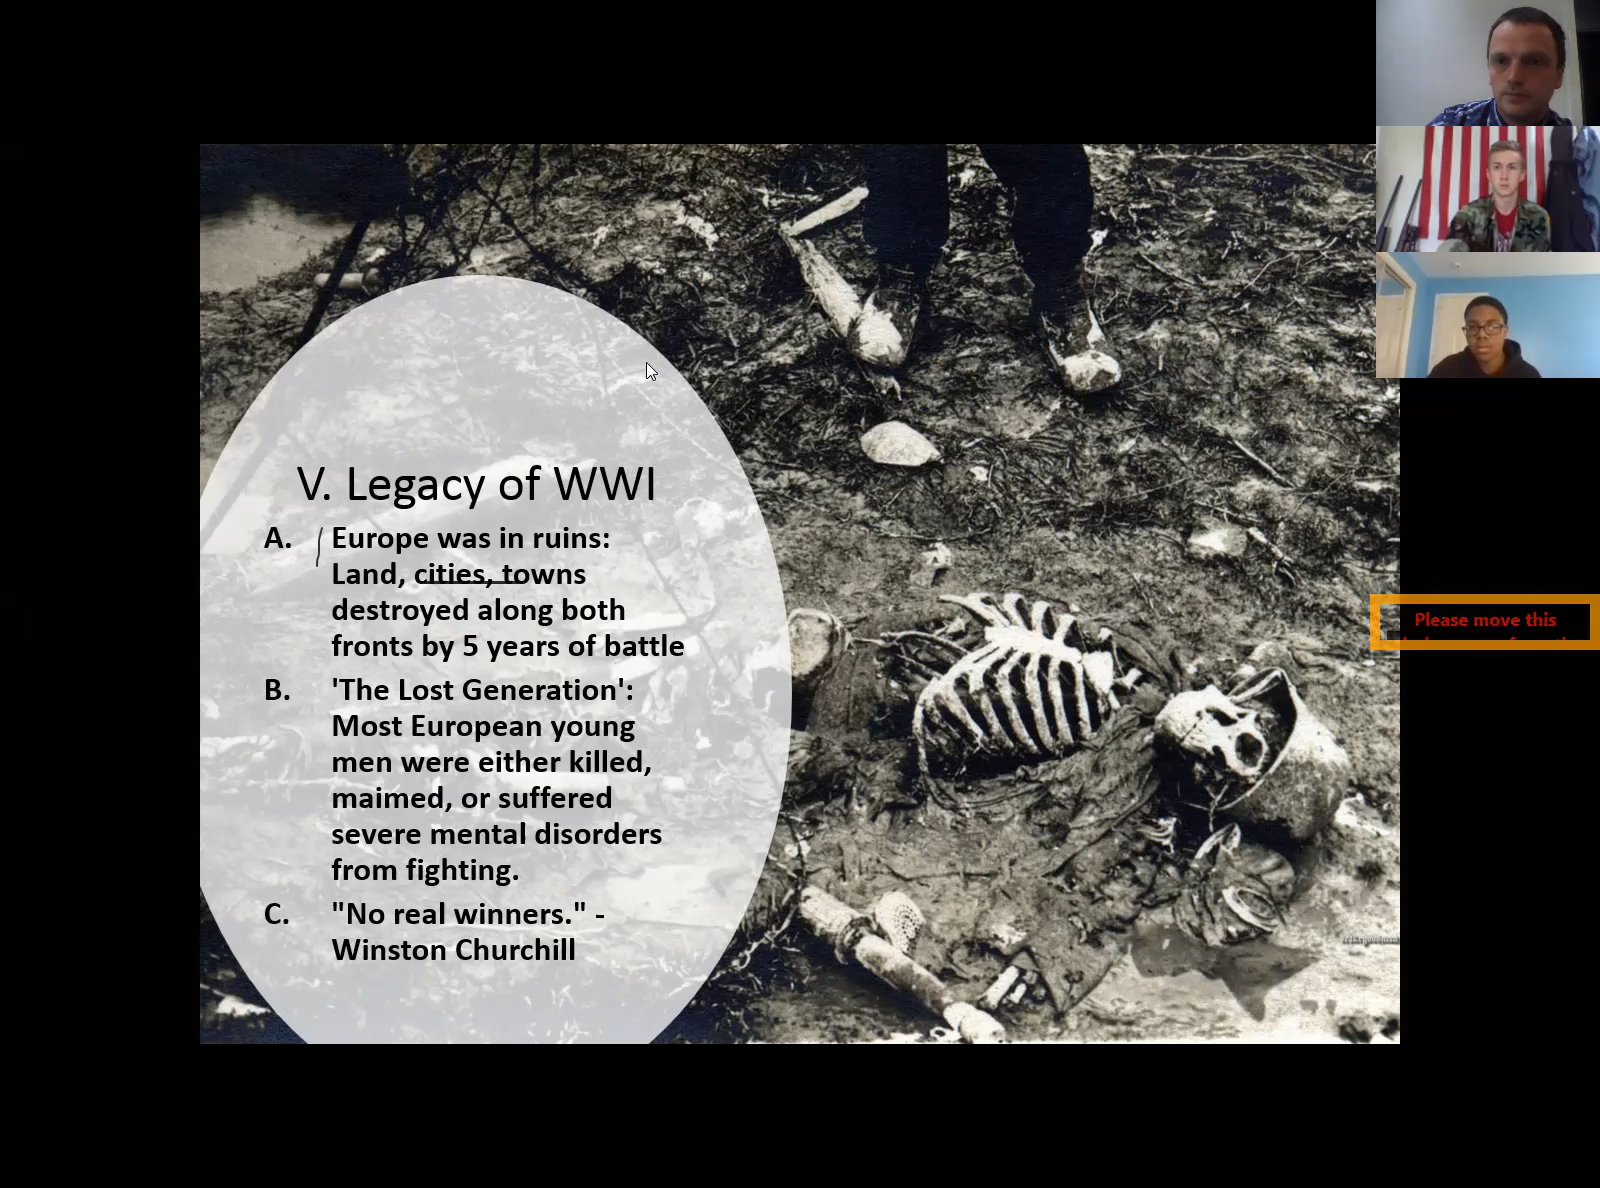 V. Legacy of WWI
A. Europe was in ruins:
Land, cities, towns
destroyed along both
fronts by 5 years of battle
B. 'The Lost Generation':
Most European young
men were either killed,
maimed, or suffered
severe mental disorders
from fighting.
C. "No real winners." -
Winston Churchill
Please move this